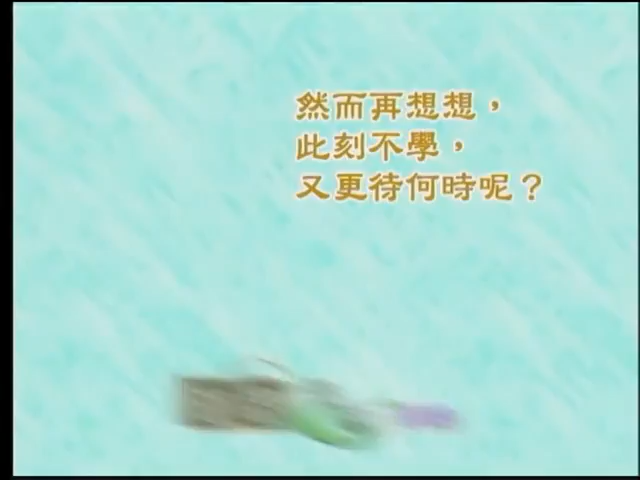 然而再想想，
此刻不學，
又更待何時呢？